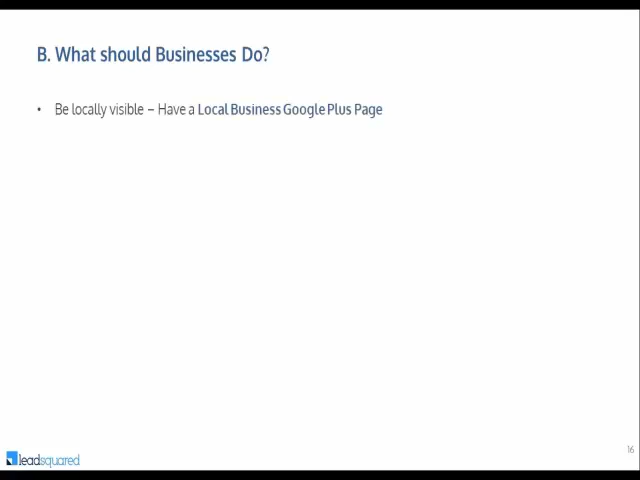 B. What should Businesses Do?
• Be locally visible – Have a Local Business Google Plus Page
16
leadsquared